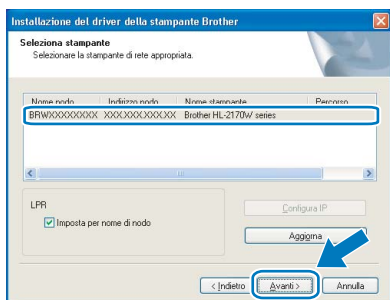 Installazione del driver della stampante Brother
Seleziona stampante
Selezionare la stampante di rete appropriata.
Nome nodo Indirizzo nodo Nome stampante Percorso
BRWXXXXXXXXX XXX.XXX.XXX.XX Brother HL-2170W series
LPR
Imposta per nome di nodo
Configura IP
Aggiorna
< Indietro Avanti > Annulla